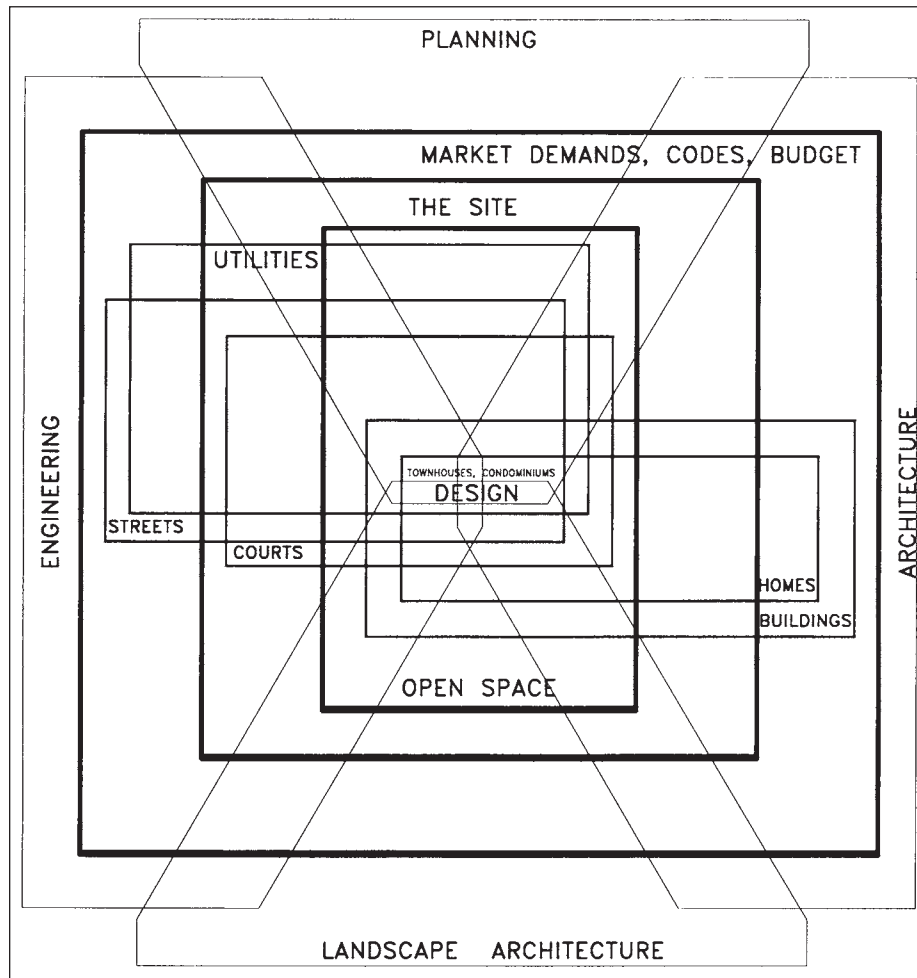 PLANNING
MARKET DEMANDS, CODES, BUDGET
THE SITE
UTILITIES
ENGINEERING
ARCHITECTURE
TOWNHOUSES, CONDOMINIUMS
DESIGN
STREETS
COURTS
HOMES
BUILDINGS
OPEN SPACE
LANDSCAPE ARCHITECTURE